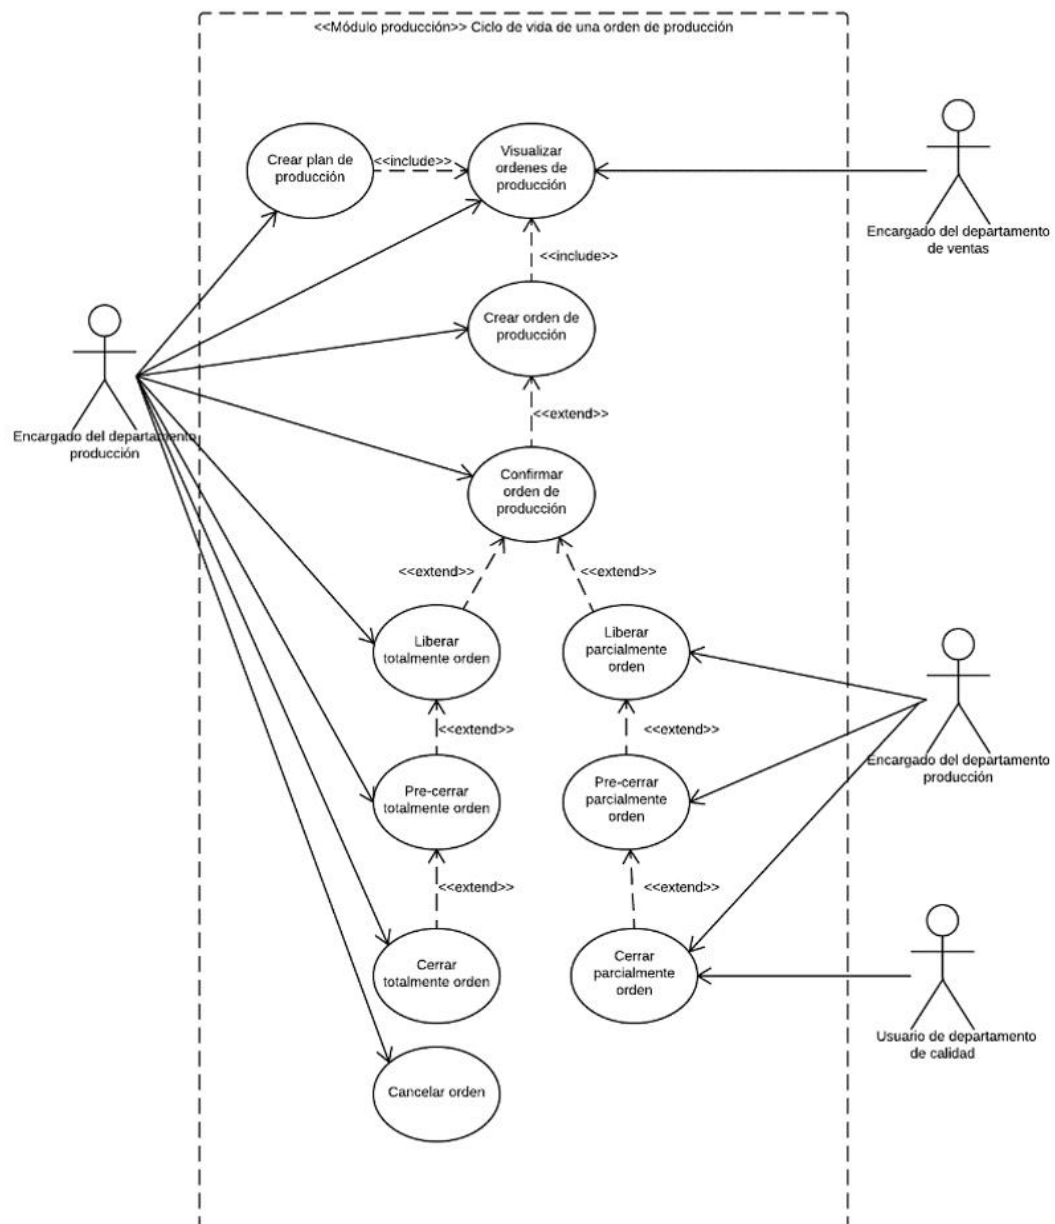 <<Módulo producción>> Ciclo de vida de una orden de producción
Crear plan de
producción
<<include>>
Visualizar
ordenes de
producción
Encargado del departamento
de ventas
<<include>>
Crear orden de
producción
Encargado del departamento
producción
<<extend>>
Confirmar
orden de
producción
<<extend>>
<<extend>>
Liberar
totalmente orden
Liberar
parcialmente
orden
<<extend>>
<<extend>>
Encargado del departamento
producción
Pre-cerrar
totalmente orden
Pre-cerrar
parcialmente
orden
<<extend>>
<<extend>>
Cerrar
totalmente orden
Cerrar
parcialmente
orden
Usuario de departamento
de calidad
Cancelar orden